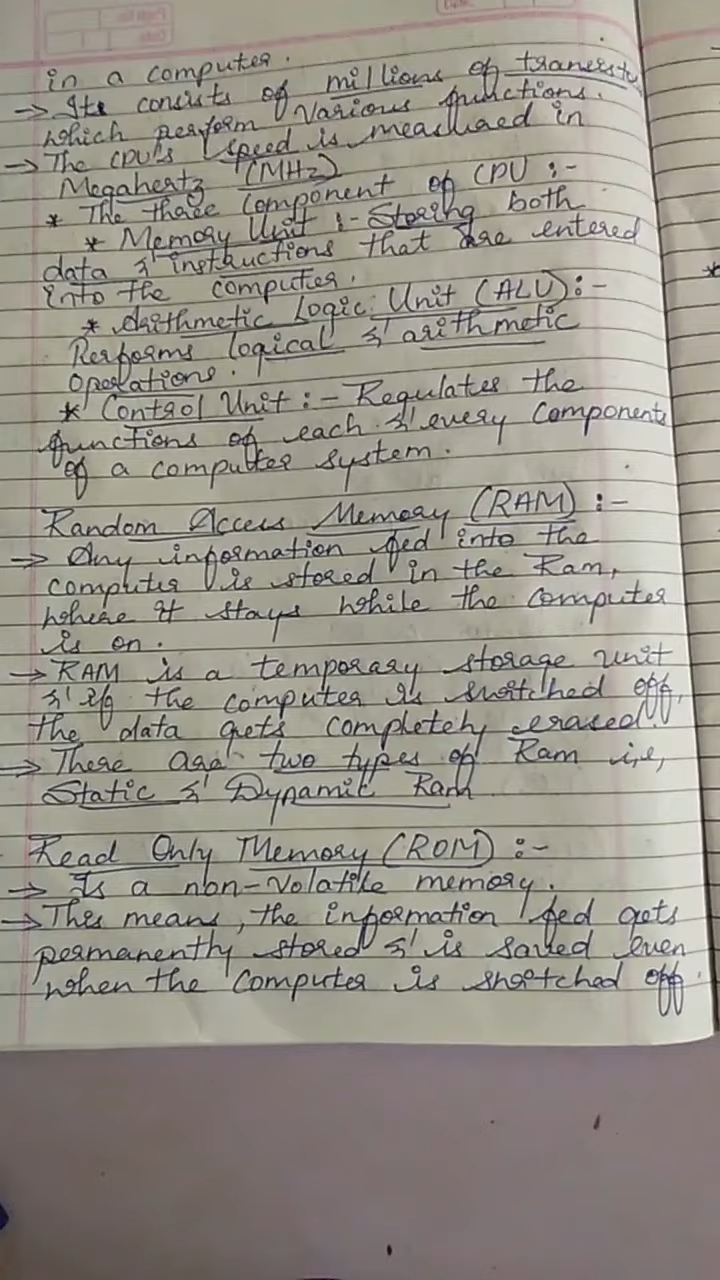 in a computer.
→ Its consists of millions of transisto
which perform various functions.
→ The CPU's speed is measured in
Megahertz (MHz)
* The three component of CPU :-
* Memory Unit :- Storing both
data & instructions that are entered
into the computer.
* Arithmetic Logic Unit (ALU) :-
Performs logical & arithmetic
operations.
* Control Unit :- Regulates the
functions of each & every components
of a computer system.
Random Access Memory (RAM) :-
→ Any information fed into the
computer is stored in the Ram,
where it stays while the computer
is on.
→ RAM is a temporary storage unit
& if the computer is switched off,
the data gets completely erased.
→ There are two types of Ram i,e,
Static & Dynamic Ram
Read Only Memory (ROM) :-
→ Is a non-volatile memory.
→ This means, the information fed gets
permanently stored & is saved even
when the computer is switched off.